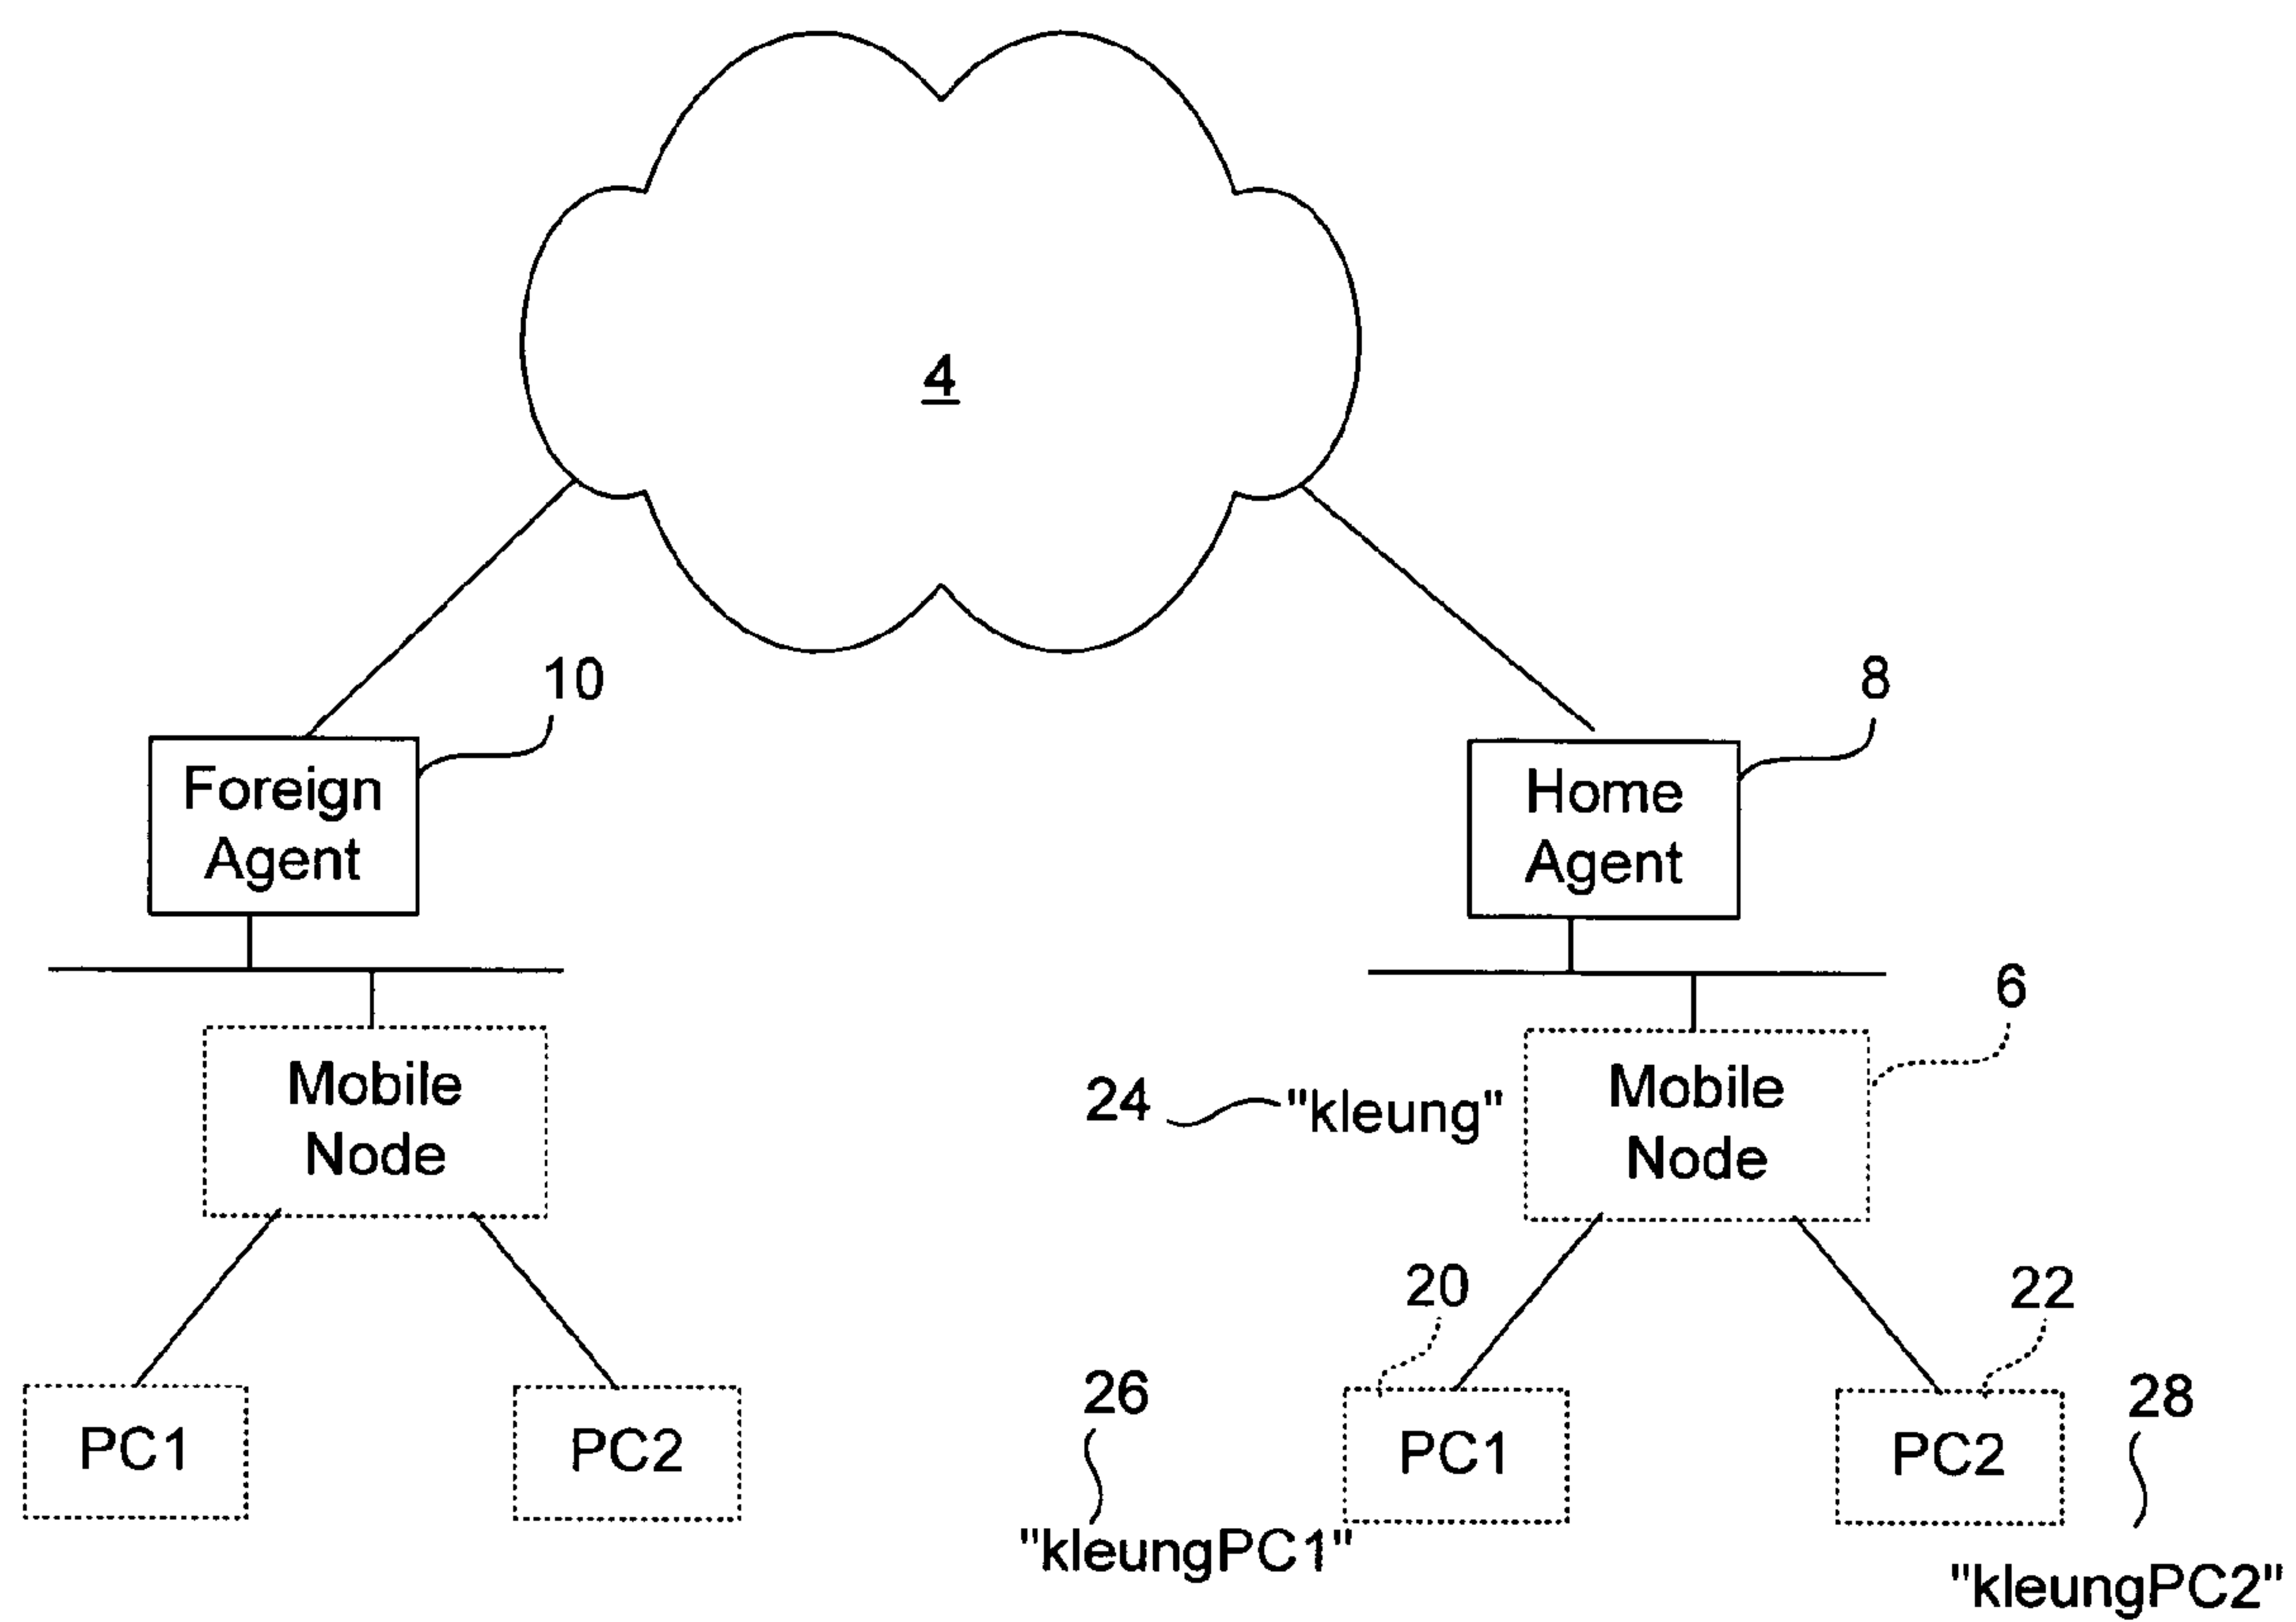 4
10
8
Foreign
Agent
Home
Agent
6
Mobile
Node
24
"kleung"
Mobile
Node
20
22
26
28
PC1
PC2
PC1
PC2
"kleungPC1"
"kleungPC2"